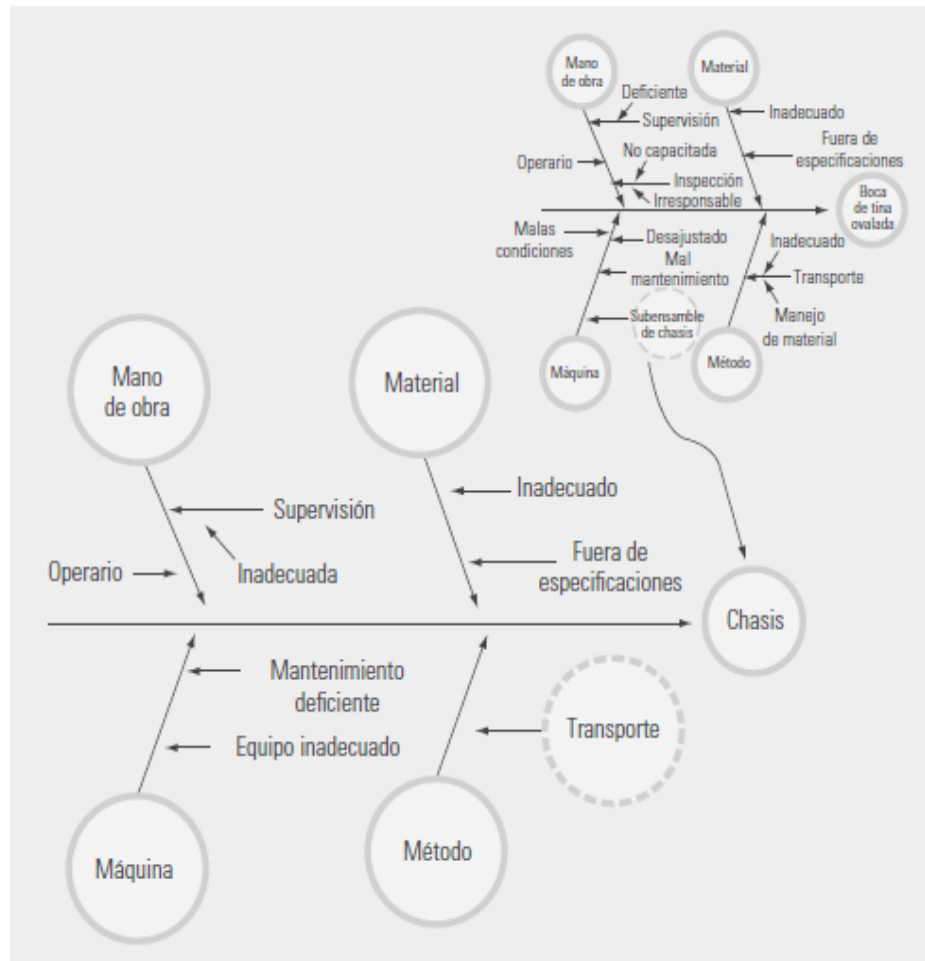 Mano
de obra
Material
Deficiente
Supervisión
Inadecuado
Operario
No capacitada
Fuera de
especificaciones
Inspección
Irresponsable
Boca
de tina
ovalada
Malas
condiciones
Desajustado
Mal
mantenimiento
Inadecuado
Transporte
Subensamble
de chasis
Manejo
de material
Máquina
Método
Mano
de obra
Material
Supervisión
Inadecuado
Operario
Inadecuada
Fuera de
especificaciones
Chasis
Mantenimiento
deficiente
Equipo inadecuado
Transporte
Máquina
Método